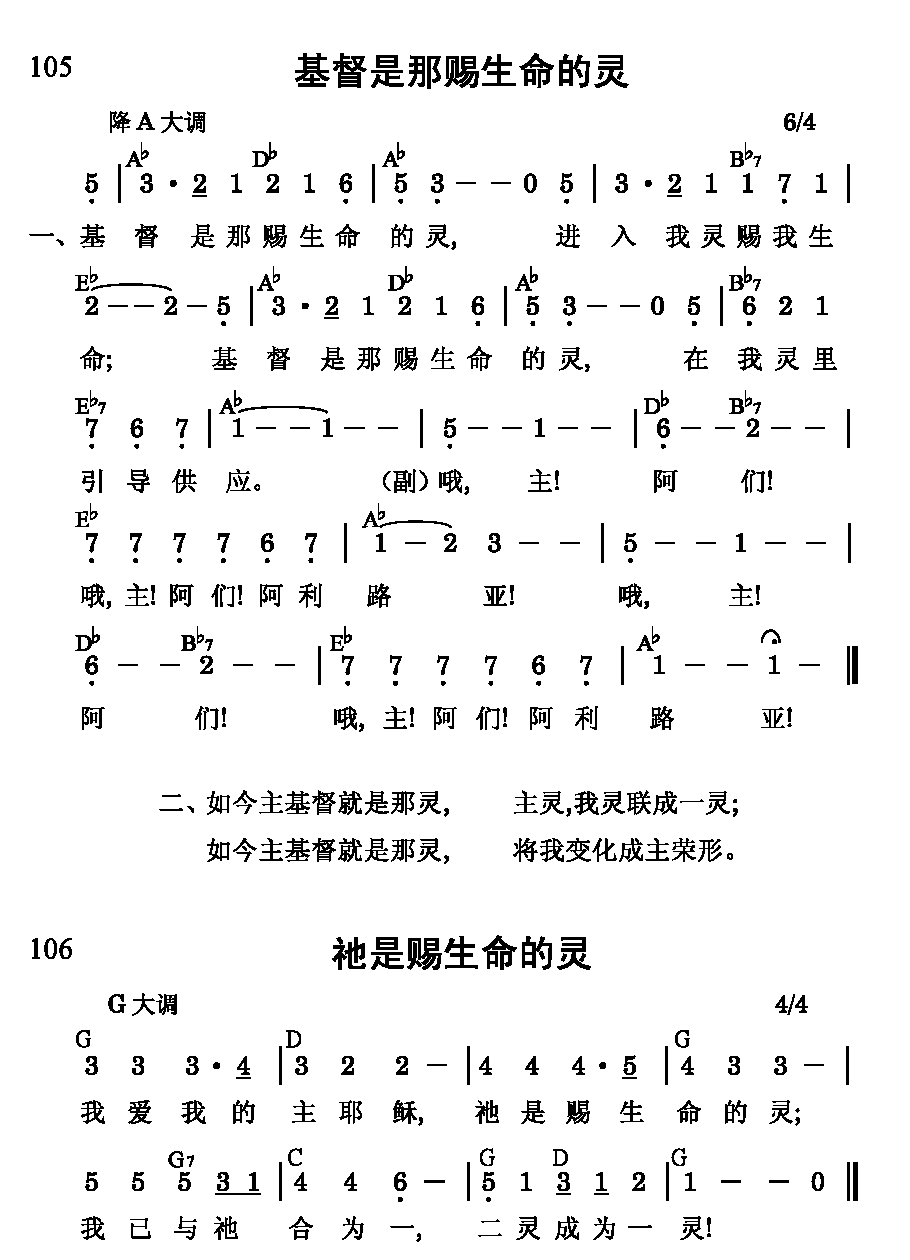 105 基督是那赐生命的灵
降A大调 6/4
A♭ D♭ A♭ B♭7
5 | 3 · 2 1 2 1 6 | 5 3 － － 0 5 | 3 · 2 1 1 7 1 |
一、基 督 是 那 赐 生 命 的 灵, 进 入 我 灵 赐 我 生
E♭ A♭ D♭ A♭ B♭7
2 － － 2 － 5 | 3 · 2 1 2 1 6 | 5 3 － － 0 5 | 6 2 1
命; 基 督 是 那 赐 生 命 的 灵, 在 我 灵 里
E♭7 A♭ D♭ B♭7
7 6 7 | 1 － － 1 － － | 5 － － 1 － － | 6 － － 2 － － |
引 导 供 应。 （副）哦, 主! 阿 们!
E♭ A♭
7 7 7 7 6 7 | 1 － 2 3 － － | 5 － － 1 － － |
哦, 主! 阿 们! 阿 利 路 亚! 哦, 主!
D♭ B♭7 E♭ A♭
6 － － 2 － － | 7 7 7 7 6 7 | 1 － － 1 － ‖
阿 们! 哦, 主! 阿 们! 阿 利 路 亚!
二、如今主基督就是那灵, 主灵,我灵联成一灵;
如今主基督就是那灵, 将我变化成主荣形。
106 祂是赐生命的灵
G大调 4/4
G D G
3 3 3 · 4 | 3 2 2 － | 4 4 4 · 5 | 4 3 3 － |
我 爱 我 的 主 耶 稣, 祂 是 赐 生 命 的 灵;
G7 C G D G
5 5 5 3 1 | 4 4 6 － | 5 1 3 1 2 | 1 － － 0 ‖
我 已 与 祂 合 为 一, 二 灵 成 为 一 灵!